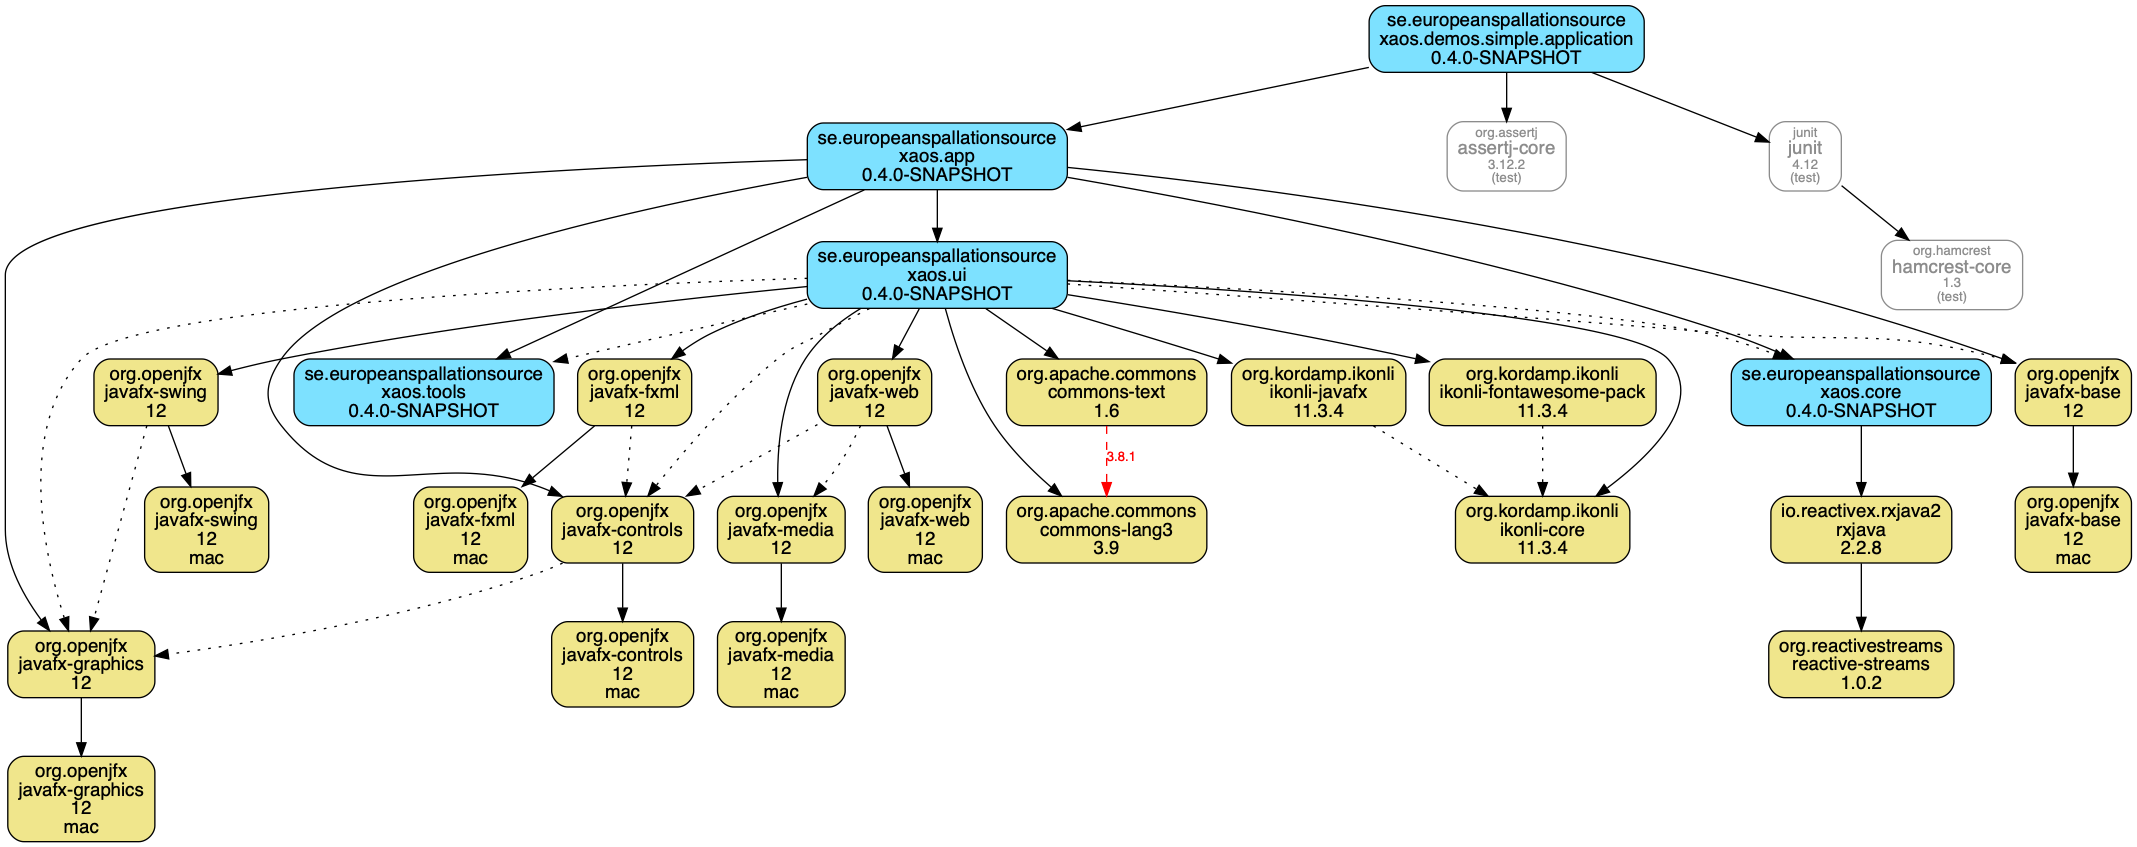 se.europeanspallationsource
xaos.demos.simple.application
0.4.0-SNAPSHOT
se.europeanspallationsource
xaos.app
0.4.0-SNAPSHOT
org.assertj
assertj-core
3.12.2
(test)
junit
junit
4.12
(test)
se.europeanspallationsource
xaos.ui
0.4.0-SNAPSHOT
org.hamcrest
hamcrest-core
1.3
(test)
org.openjfx
javafx-swing
12
se.europeanspallationsource
xaos.tools
0.4.0-SNAPSHOT
org.openjfx
javafx-fxml
12
org.openjfx
javafx-web
12
org.apache.commons
commons-text
1.6
org.kordamp.ikonli
ikonli-javafx
11.3.4
org.kordamp.ikonli
ikonli-fontawesome-pack
11.3.4
se.europeanspallationsource
xaos.core
0.4.0-SNAPSHOT
org.openjfx
javafx-base
12
3.8.1
org.openjfx
javafx-swing
12
mac
org.openjfx
javafx-fxml
12
mac
org.openjfx
javafx-controls
12
org.openjfx
javafx-media
12
org.openjfx
javafx-web
12
mac
org.apache.commons
commons-lang3
3.9
org.kordamp.ikonli
ikonli-core
11.3.4
io.reactivex.rxjava2
rxjava
2.2.8
org.openjfx
javafx-base
12
mac
org.openjfx
javafx-graphics
12
org.openjfx
javafx-controls
12
mac
org.openjfx
javafx-media
12
mac
org.reactivestreams
reactive-streams
1.0.2
org.openjfx
javafx-graphics
12
mac